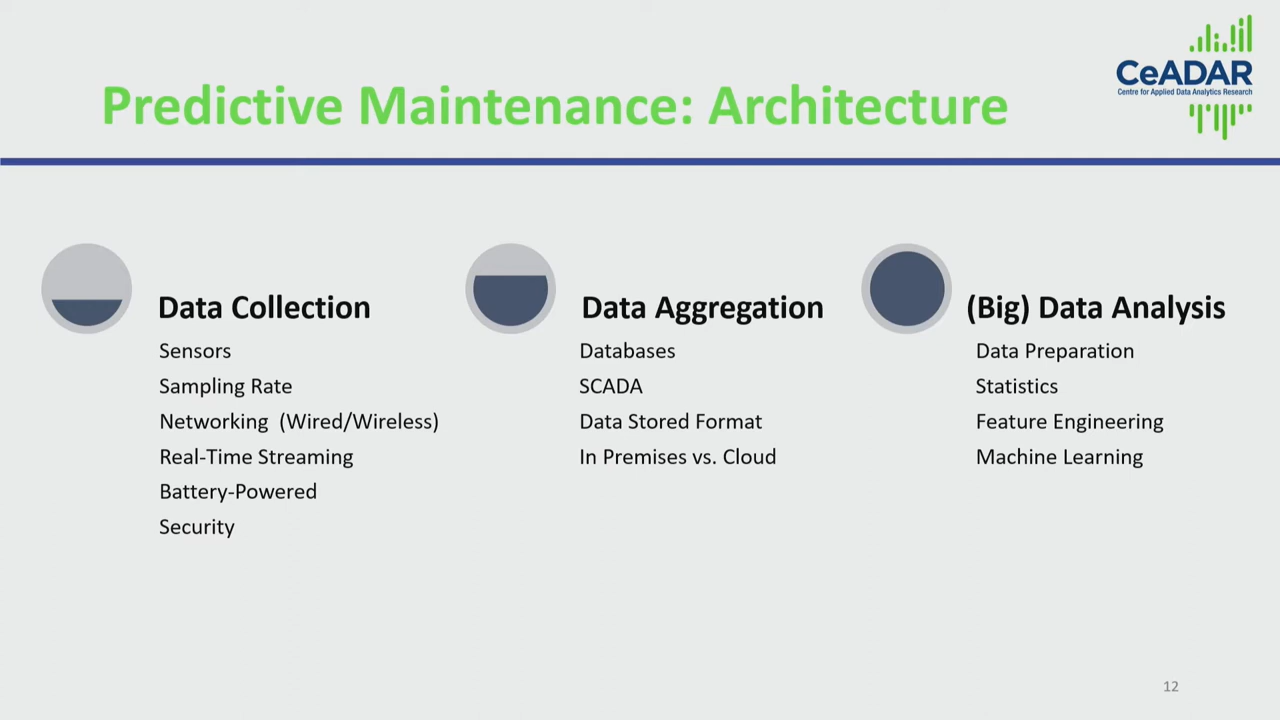 CeADAR
Centre for Applied Data Analytics Research
Predictive Maintenance: Architecture
Data Collection
Sensors
Sampling Rate
Networking (Wired/Wireless)
Real-Time Streaming
Battery-Powered
Security
Data Aggregation
Databases
SCADA
Data Stored Format
In Premises vs. Cloud
(Big) Data Analysis
Data Preparation
Statistics
Feature Engineering
Machine Learning
12